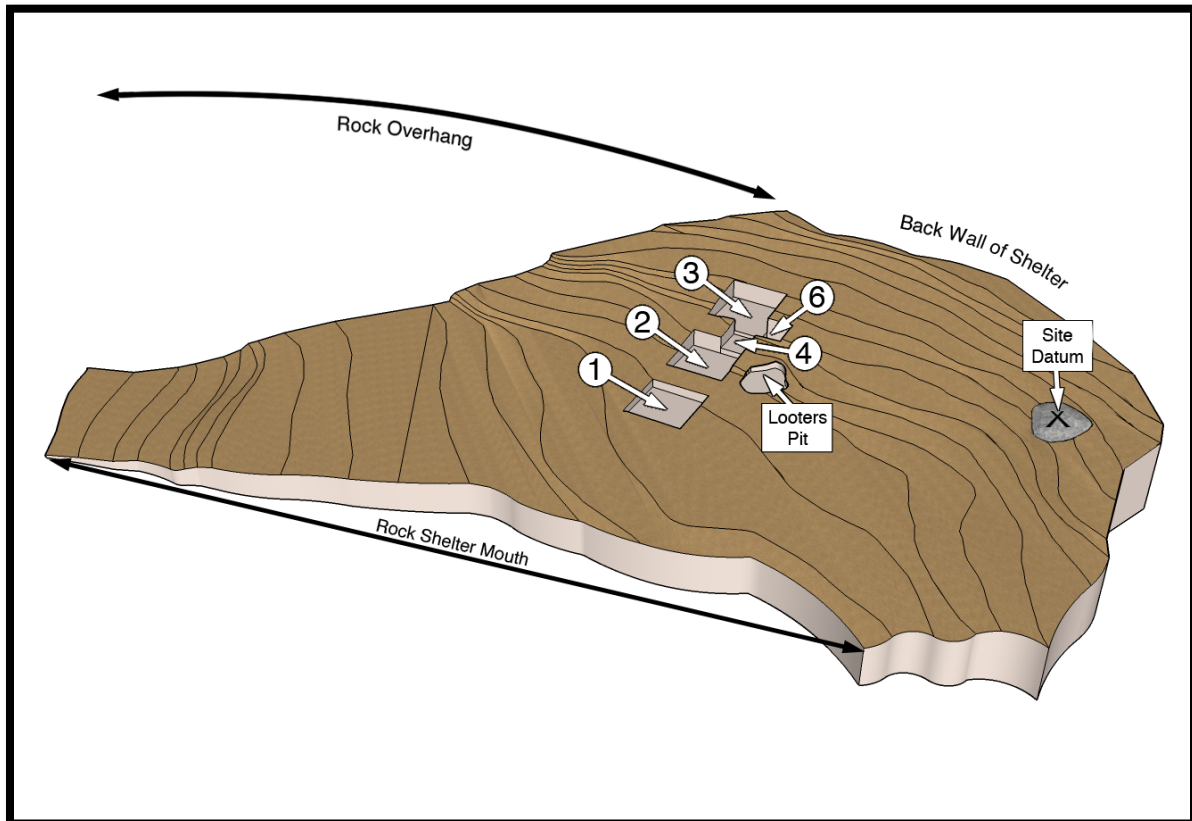 Rock Overhang
Back Wall of Shelter
3
6
2
Site
Datum
4
1
Looters
Pit
X
Rock Shelter Mouth